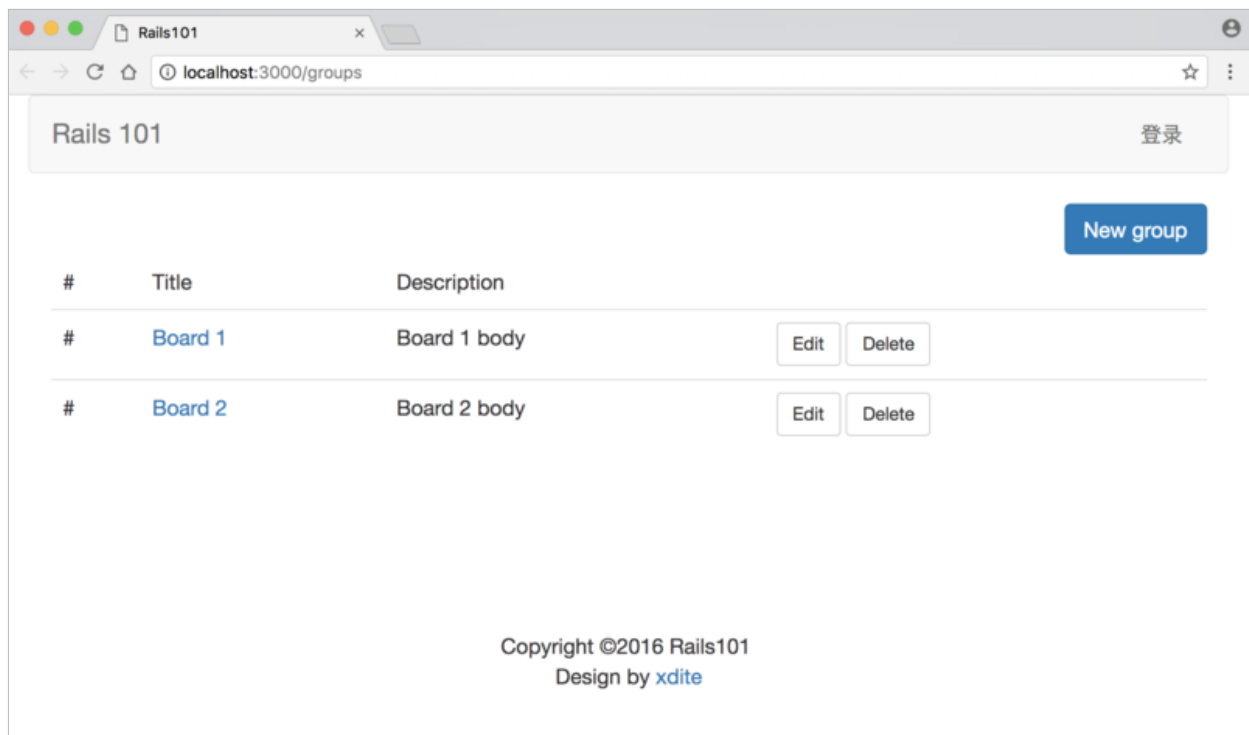 Rails101
localhost:3000/groups
Rails 101 登录
New group
# Title Description
# Board 1 Board 1 body Edit Delete
# Board 2 Board 2 body Edit Delete
Copyright ©2016 Rails101
Design by xdite